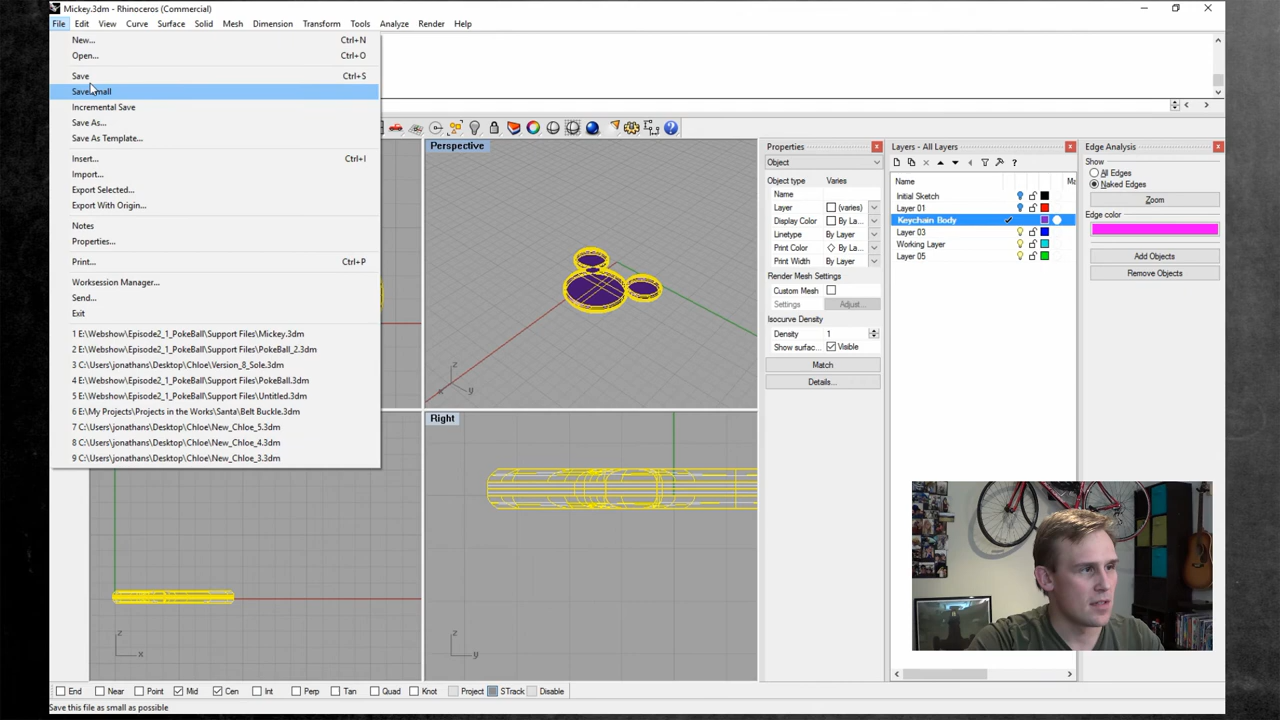 Mickey.3dm - Rhinoceros (Commercial)
File Edit View Curve Surface Solid Mesh Dimension Transform Tools Analyze Render Help
New... Ctrl+N
Open... Ctrl+O
Save Ctrl+S
Save Small
Incremental Save
Save As...
Save As Template...
Insert... Ctrl+I
Import...
Export Selected...
Export With Origin...
Notes
Properties...
Print... Ctrl+P
Worksession Manager...
Send...
Exit
1 E:\Webshow\Episode2_1_PokeBall\Support Files\Mickey.3dm
2 E:\Webshow\Episode2_1_PokeBall\Support Files\PokeBall_2.3dm
3 C:\Users\jonathans\Desktop\Chloe\Version_8_Sole.3dm
4 E:\Webshow\Episode2_1_PokeBall\Support Files\PokeBall.3dm
5 E:\Webshow\Episode2_1_PokeBall\Support Files\Untitled.3dm
6 E:\My Projects\Projects in the Works\Santa\Belt Buckle.3dm
7 C:\Users\jonathans\Desktop\Chloe\New_Chloe_5.3dm
8 C:\Users\jonathans\Desktop\Chloe\New_Chloe_4.3dm
9 C:\Users\jonathans\Desktop\Chloe\New_Chloe_3.3dm
Perspective
z
x y
Right
z
x
z
y
Properties
Object
Object type Varies
Name
Layer (varies)
Display Color By La...
Linetype By Layer
Print Color By La...
Print Width By Layer
Render Mesh Settings
Custom Mesh
Settings Adjust...
Isocurve Density
Density 1
Show surfac... Visible
Match
Details...
Layers - All Layers
Name
Initial Sketch
Layer 01
Keychain Body
Layer 03
Working Layer
Layer 05
Edge Analysis
Show
All Edges
Naked Edges
Zoom
Edge color
Add Objects
Remove Objects
End Near Point Mid Cen Int Perp Tan Quad Knot Project STrack Disable
Save this file as small as possible